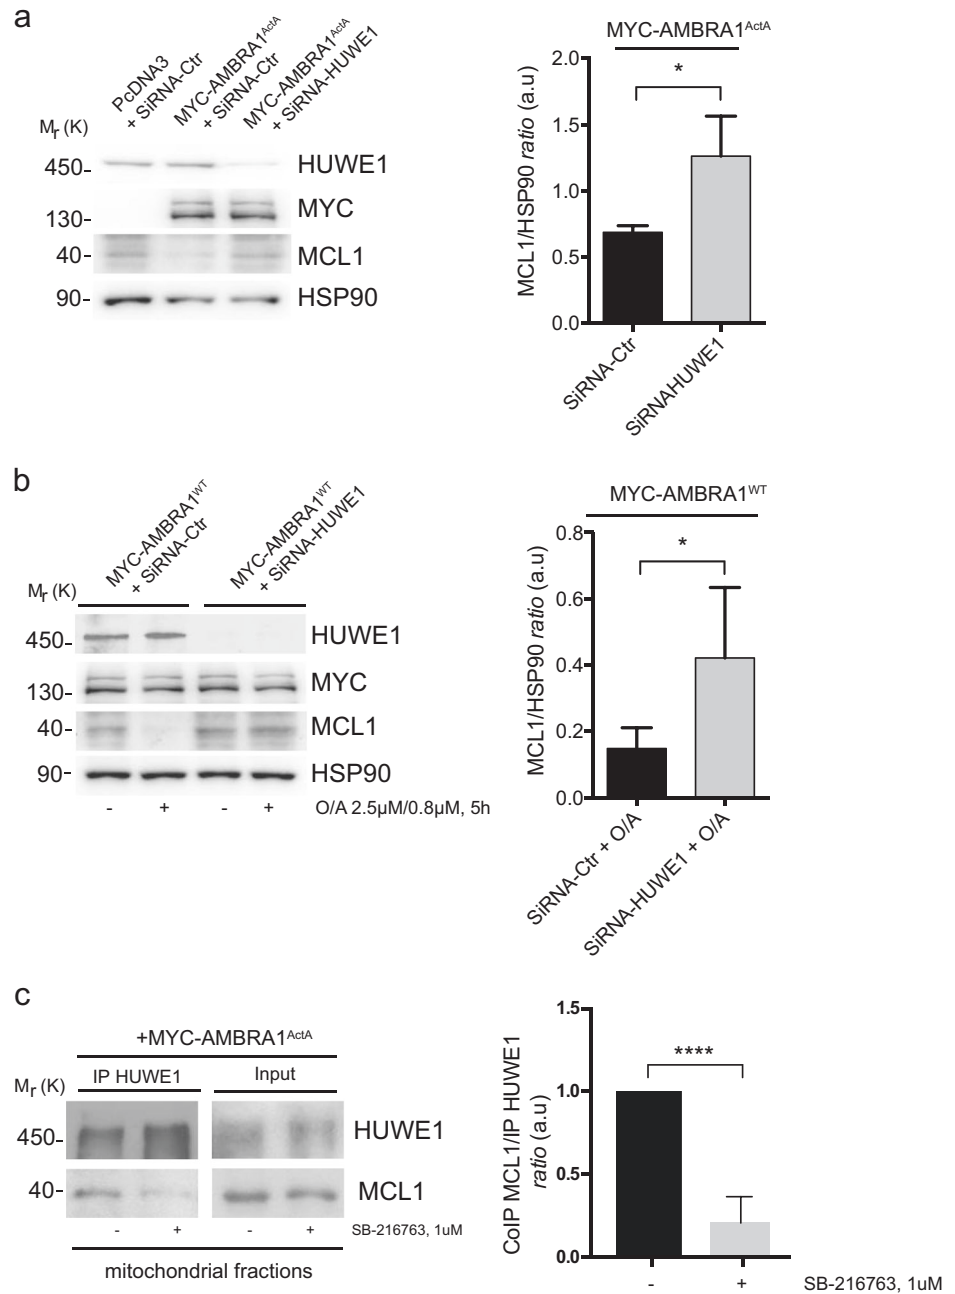 a
PcDNA3
+ SiRNA-Ctr
MYC-AMBRA1ActA
+ SiRNA-Ctr
MYC-AMBRA1ActA
+ SiRNA-HUWE1
Mr (K)
450- HUWE1
130- MYC
40- MCL1
90- HSP90
MYC-AMBRA1ActA
MCL1/HSP90 ratio (a.u)
2.0
*
1.5
1.0
0.5
0.0
SiRNA-Ctr
SiRNAHUWE1
b
MYC-AMBRA1WT
+ SiRNA-Ctr
MYC-AMBRA1WT
+ SiRNA-HUWE1
Mr (K)
450- HUWE1
130- MYC
40- MCL1
90- HSP90
- + - + O/A 2.5µM/0.8µM, 5h
MYC-AMBRA1WT
MCL1/HSP90 ratio (a.u)
0.8
*
0.6
0.4
0.2
0.0
SiRNA-Ctr + O/A
SiRNA-HUWE1 + O/A
c
+MYC-AMBRA1ActA
IP HUWE1 Input
Mr (K)
450- HUWE1
40- MCL1
- + - + SB-216763, 1uM
mitochondrial fractions
CoIP MCL1/IP HUWE1
ratio (a.u)
1.5
****
1.0
0.5
0.0
- + SB-216763, 1uM